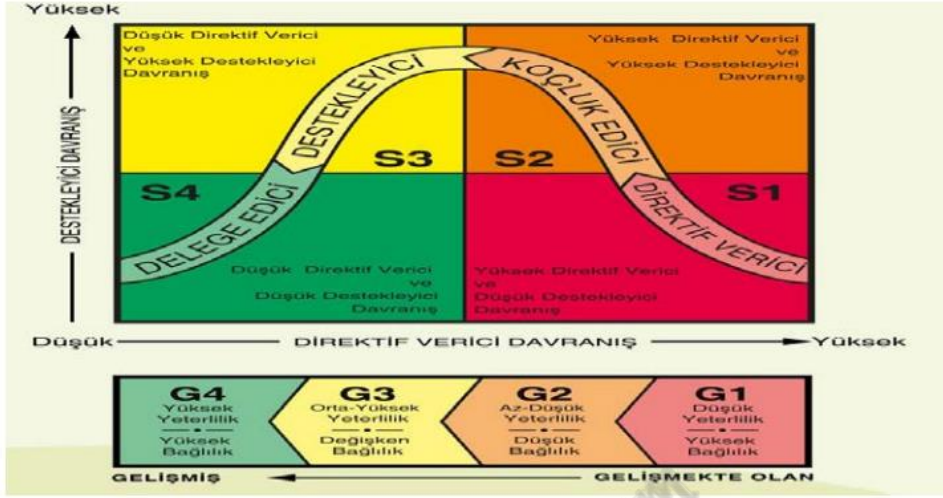 Yüksek
DESTEKLEYİCİ DAVRANIŞ
Düşük Direktif Verici
ve
Yüksek Destekleyici
Davranış
Yüksek Direktif Verici
ve
Yüksek Destekleyici
Davranış
DESTEKLEYİCİ
KOÇLUK EDİCİ
S3
S2
S4
S1
DELEGE EDİCİ
DİREKTİF VERİCİ
Düşük Direktif Verici
ve
Düşük Destekleyici
Davranış
Yüksek Direktif Verici
ve
Düşük Destekleyici
Davranış
Düşük
DİREKTİF VERİCİ DAVRANIŞ
Yüksek
G4
Yüksek
Yeterlilik
Yüksek
Bağlılık
G3
Orta-Yüksek
Yeterlilik
Değişken
Bağlılık
G2
Az-Düşük
Yeterlilik
Düşük
Bağlılık
G1
Düşük
Yeterlilik
Yüksek
Bağlılık
GELİŞMİŞ
GELİŞMEKTE OLAN